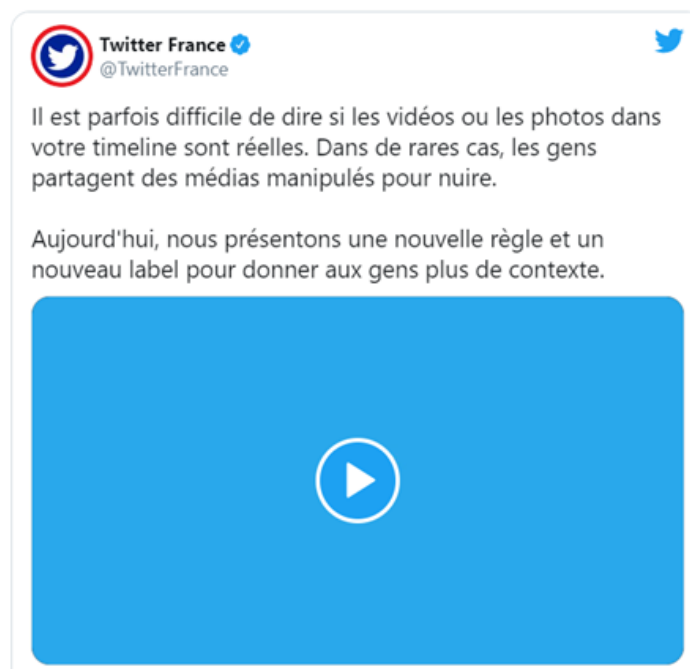 Twitter France
@TwitterFrance
Il est parfois difficile de dire si les vidéos ou les photos dans
votre timeline sont réelles. Dans de rares cas, les gens
partagent des médias manipulés pour nuire.
Aujourd'hui, nous présentons une nouvelle règle et un
nouveau label pour donner aux gens plus de contexte.